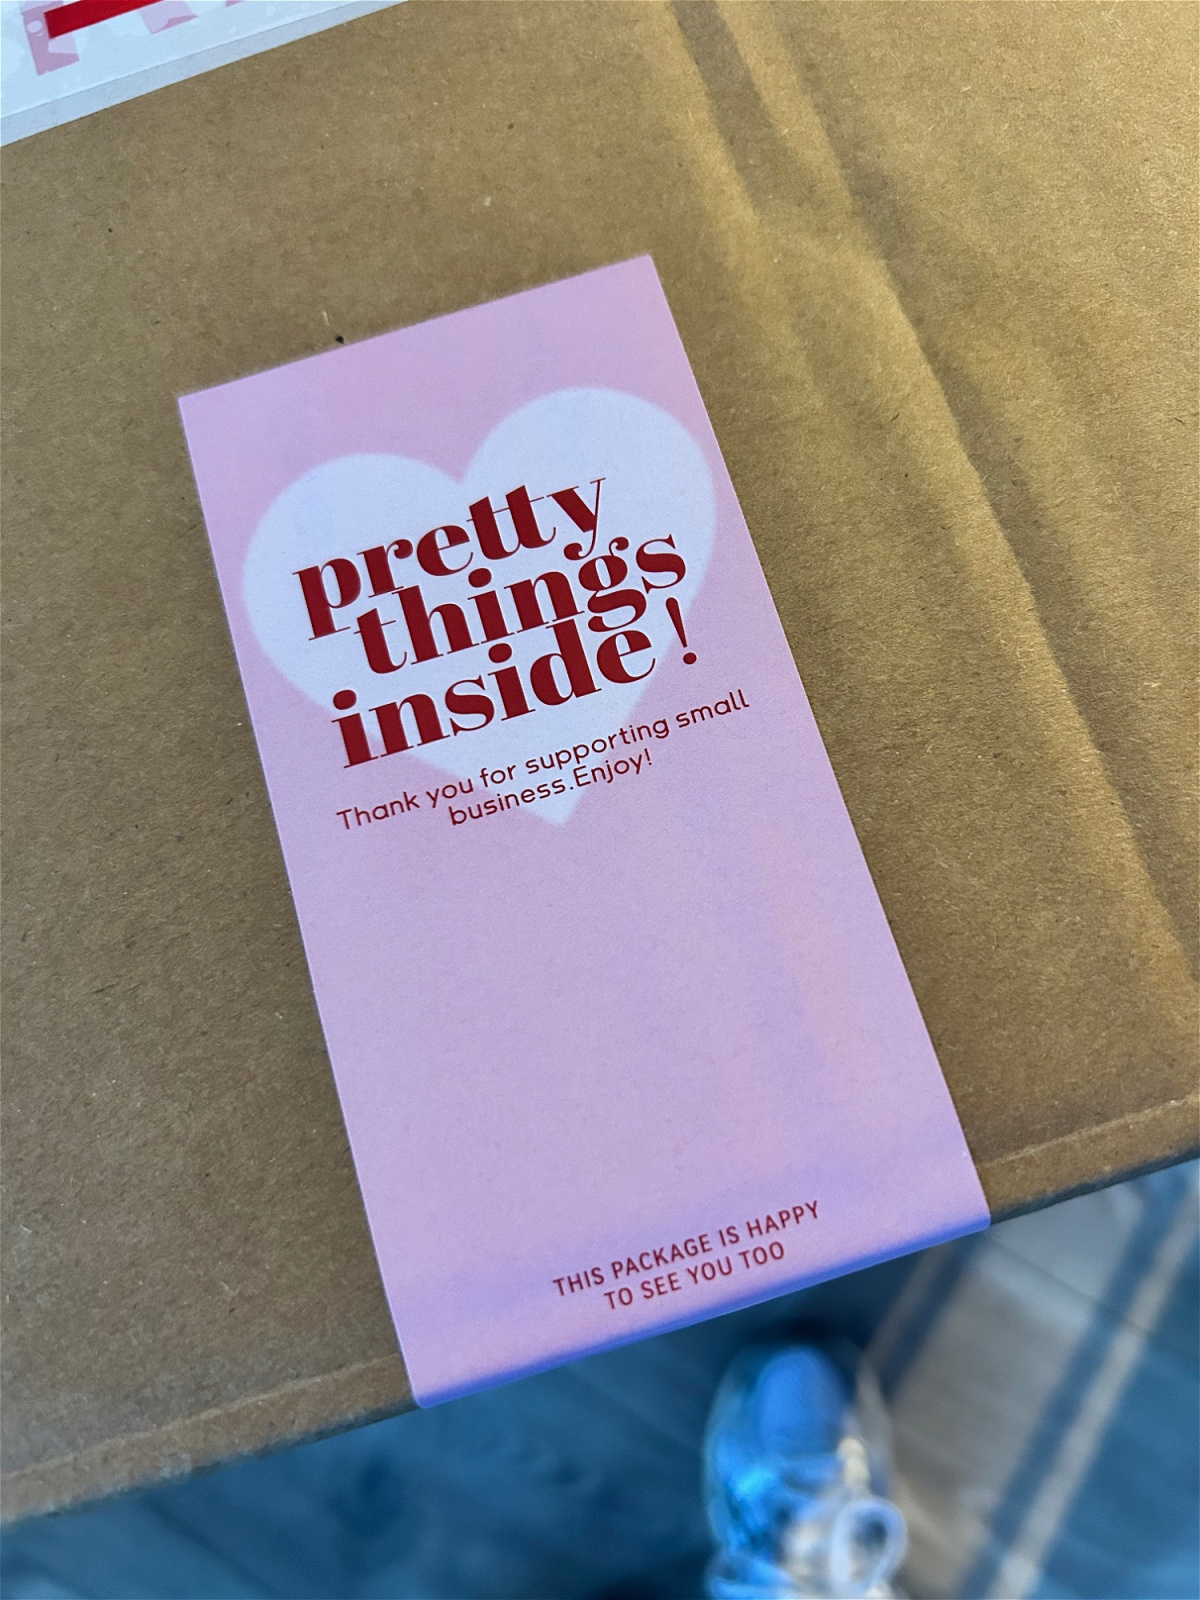 pretty
things
inside!
Thank you for supporting small
business.Enjoy!
THIS PACKAGE IS HAPPY
TO SEE YOU TOO